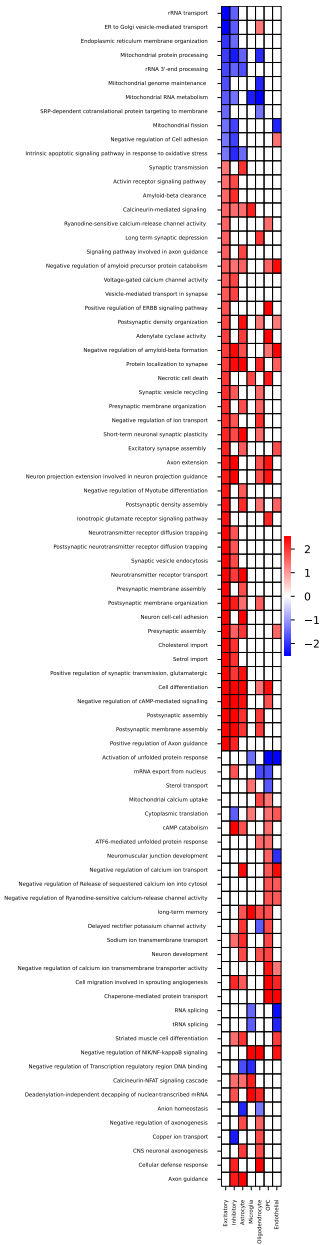 rRNA transport
ER to Golgi vesicle-mediated transport
Endoplasmic reticulum membrane organization
Mitochondrial protein processing
rRNA 3'-end processing
Mitochondrial genome maintenance
Mitochondrial RNA metabolism
SRP-dependent cotranslational protein targeting to membrane
Mitochondrial fission
Negative regulation of Cell adhesion
Intrinsic apoptotic signaling pathway in response to oxidative stress
Synaptic transmission
Activin receptor signaling pathway
Amyloid-beta clearance
Calcineurin-mediated signaling
Ryanodine-sensitive calcium-release channel activity
Long term synaptic depression
Signaling pathway involved in axon guidance
Negative regulation of amyloid precursor protein catabolism
Voltage-gated calcium channel activity
Vesicle-mediated transport in synapse
Positive regulation of ERBB signaling pathway
Postsynaptic density organization
Adenylate cyclase activity
Negative regulation of amyloid-beta formation
Protein localization to synapse
Necrotic cell death
Synaptic vesicle recycling
Presynaptic membrane organization
Negative regulation of Ion transport
Short-term neuronal synaptic plasticity
Excitatory synapse assembly
Axon extension
Neuron projection extension involved in neuron projection guidance
Negative regulation of Myotube differentiation
Postsynaptic density assembly
Ionotropic glutamate receptor signaling pathway
Neurotransmitter receptor diffusion trapping
Postsynaptic neurotransmitter receptor diffusion trapping
Synaptic vesicle endocytosis
Neurotransmitter receptor transport
Presynaptic membrane assembly
Postsynaptic membrane organization
Neuron cell-cell adhesion
Presynaptic assembly
Cholesterol import
Setrol import
Positive regulation of synaptic transmission, glutamatergic
Cell differentiation
Negative regulation of cAMP-mediated signalling
Postsynaptic assembly
Postsynaptic membrane assembly
Positive regulation of Axon guidance
Activation of unfolded protein response
mRNA export from nucleus
Sterol transport
Mitochondrial calcium uptake
Cytoplasmic translation
cAMP catabolism
ATF6-mediated unfolded protein response
Neuromuscular junction development
Negative regulation of calcium ion transport
Negative regulation of Release of sequestered calcium ion into cytosol
Negative regulation of Ryanodine-sensitive calcium-release channel activity
long-term memory
Delayed rectifier potassium channel activity
Sodium ion transmembrane transport
Neuron development
Negative regulation of calcium ion transmembrane transporter activity
Cell migration involved in sprouting angiogenesis
Chaperone-mediated protein transport
RNA splicing
tRNA splicing
Striated muscle cell differentiation
Negative regulation of NIK/NF-kappaB signaling
Negative regulation of Transcription regulatory region DNA binding
Calcineurin-NFAT signaling cascade
Deadenylation-independent decapping of nuclear-transcribed mRNA
Anion homeostasis
Negative regulation of axonogenesis
Copper ion transport
CNS neuronal axonogenesis
Cellular defense response
Axon guidance
2
1
0
−1
−2
Excitatory
Inhibitory
Astrocyte
Microglia
Oligodendrocyte
OPC
Endothelial